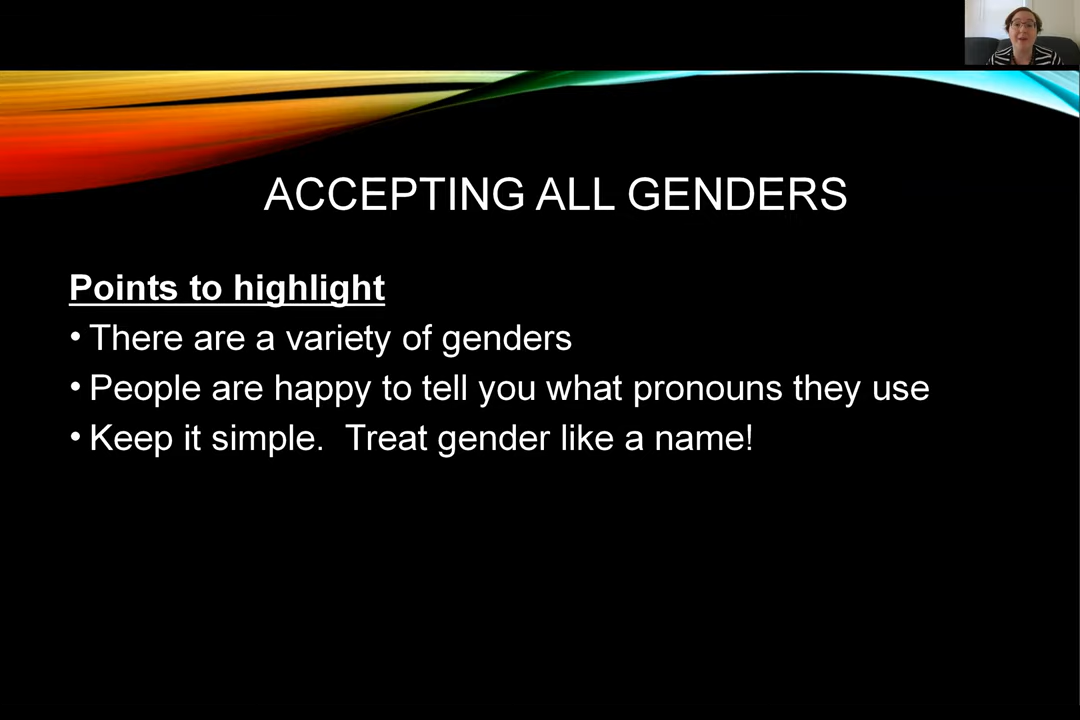 ACCEPTING ALL GENDERS
Points to highlight
• There are a variety of genders
• People are happy to tell you what pronouns they use
• Keep it simple.  Treat gender like a name!